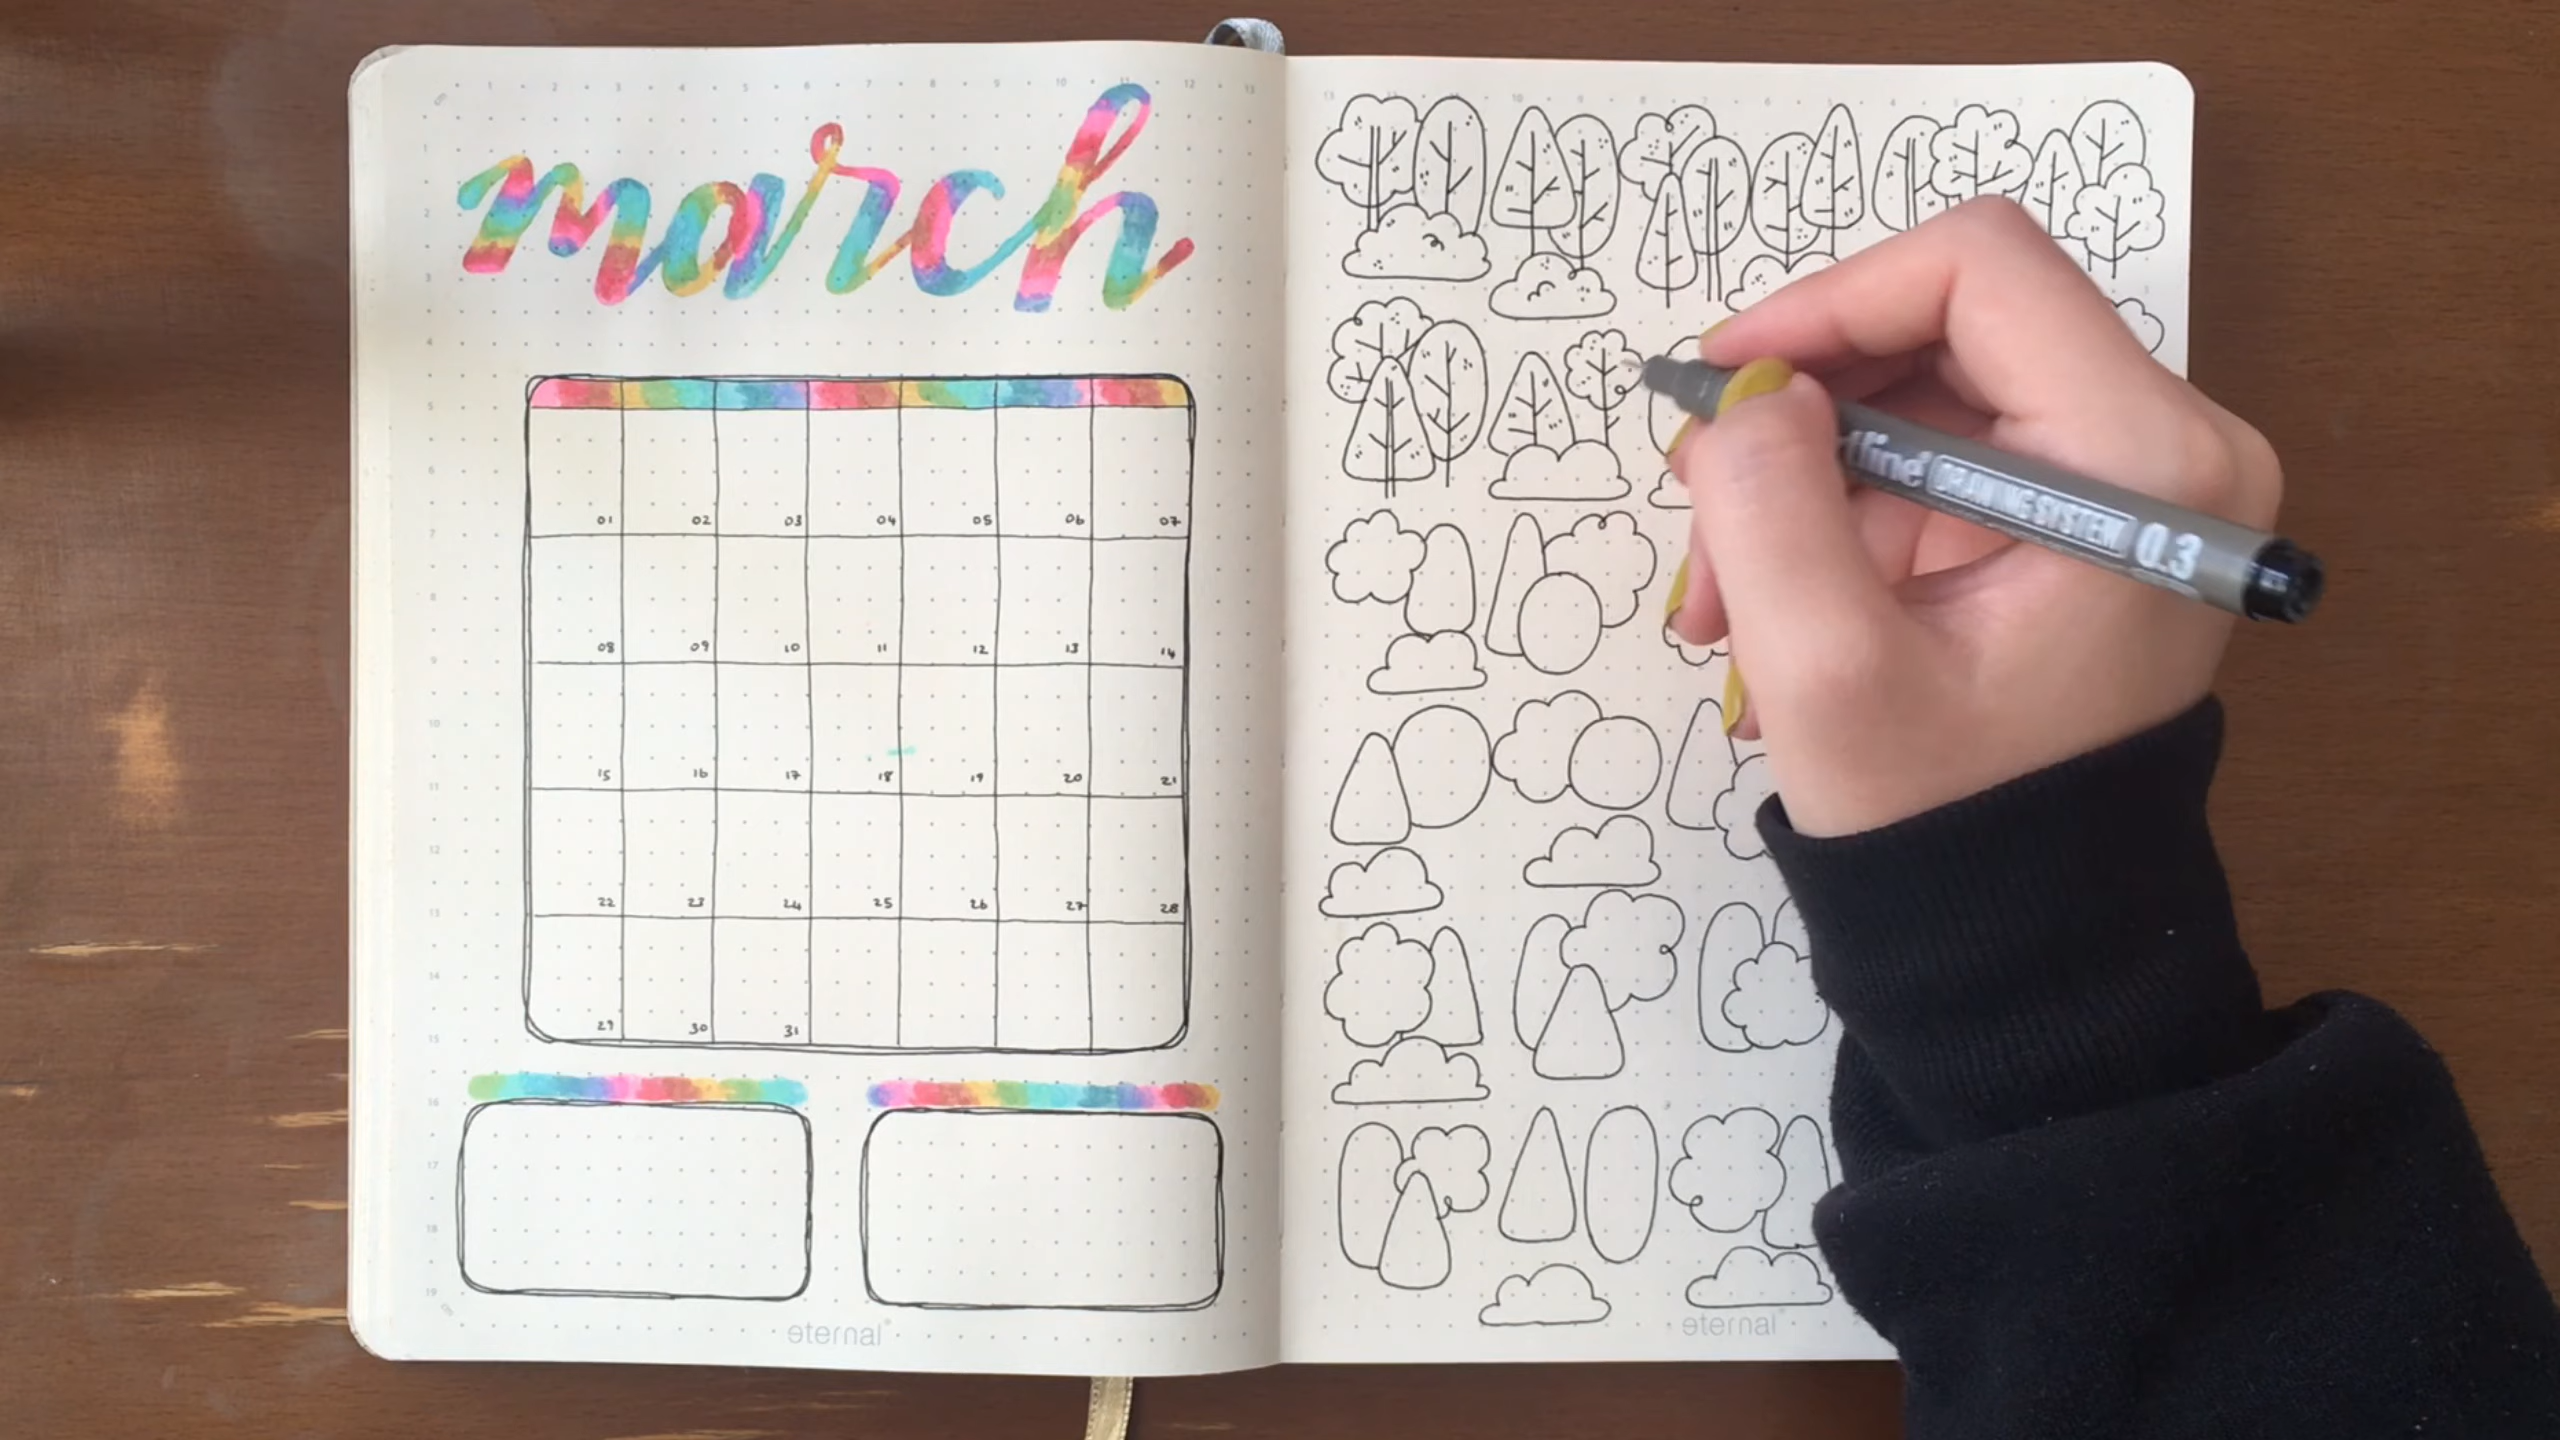 march
01 02 03 04 05 06 07
08 09 10 11 12 13 14
15 16 17 18 19 20 21
22 23 24 25 26 27 28
29 30 31
eternal
eternal
DRAWING SYSTEM 0.3